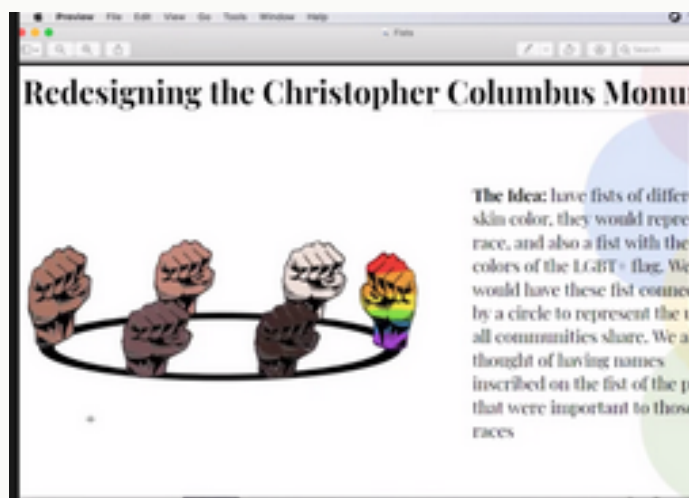 Preview File Edit View Go Tools Window Help
Fists
Search
Redesigning the Christopher Columbus Monu
The Idea: have fists of differ
skin color, they would repre
race, and also a fist with the
colors of the LGBT+ flag. We
would have these fist connec
by a circle to represent the
all communities share. We a
thought of having names
inscribed on the fist of the p
that were important to those
races